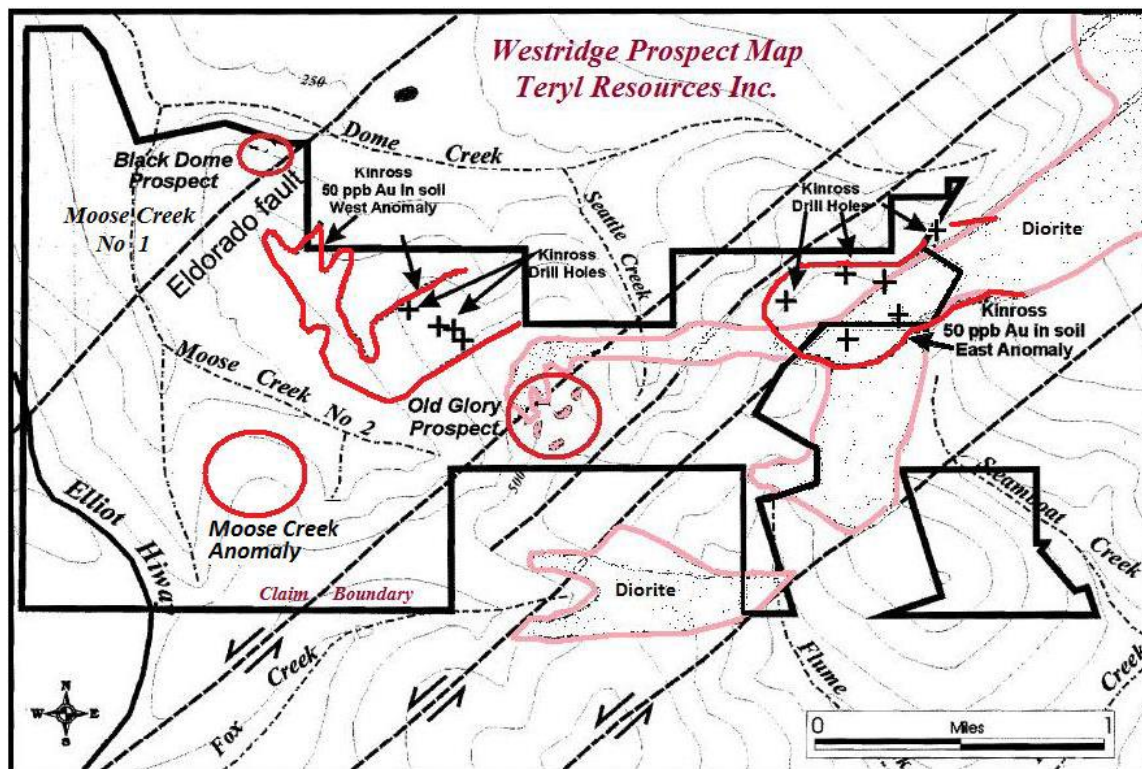 Westridge Prospect Map
Teryl Resources Inc.
250
Dome
Creek
Black Dome
Prospect
Kinross
50 ppb Au in soil
West Anomaly
Seattle
Creek
Kinross
Drill Holes
Moose Creek
No 1
Eldorado fault
Kinross
Drill Holes
Diorite
Kinross
50 ppb Au in soil
East Anomaly
Moose Creek No 2
Old Glory
Prospect
500
Steamboat
Creek
Elliot
Hiway
Moose Creek
Anomaly
Claim Boundary
Diorite
Fox
Creek
Flume
Creek
Creek
N
W E
S
0 Miles 1